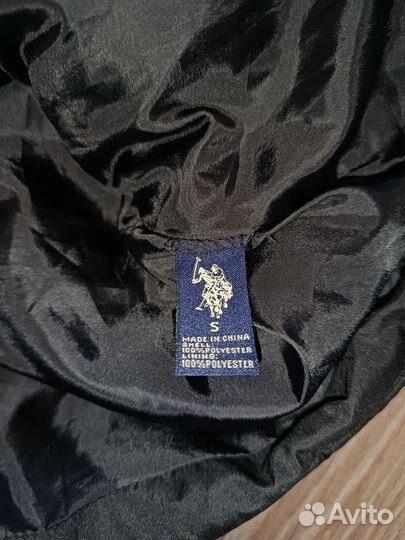 S
MADE IN CHINA
SHELL:
100%POLYESTER
LINING:
100%POLYESTER
Avito